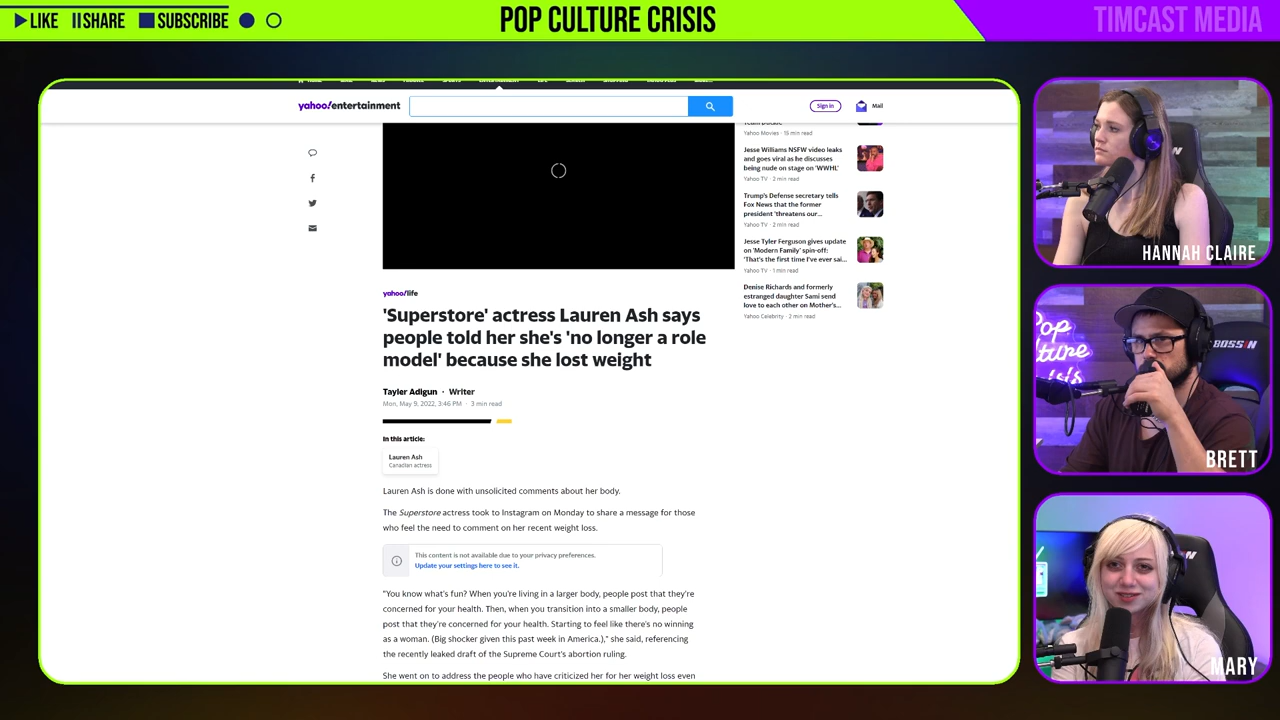 LIKE SHARE SUBSCRIBE
POP CULTURE CRISIS
TIMCAST MEDIA
yahoo!entertainment
Sign in
Mail
Yahoo Movies · 15 min read
Jesse Williams NSFW video leaks
and goes viral as he discusses
being nude on stage on 'WWHL'
Yahoo TV · 2 min read
Trump's Defense secretary tells
Fox News that the former
president 'threatens our...
Yahoo TV · 2 min read
Jesse Tyler Ferguson gives update
on 'Modern Family' spin-off:
'That's the first time I've ever sai...
Yahoo TV · 1 min read
Denise Richards and formerly
estranged daughter Sami send
love to each other on Mother's...
Yahoo Celebrity · 2 min read
yahoo!life
'Superstore' actress Lauren Ash says
people told her she's 'no longer a role
model' because she lost weight
Tayler Adigun · Writer
Mon, May 9, 2022, 3:46 PM · 3 min read
In this article:
Lauren Ash
Canadian actress
Lauren Ash is done with unsolicited comments about her body.
The Superstore actress took to Instagram on Monday to share a message for those
who feel the need to comment on her recent weight loss.
This content is not available due to your privacy preferences.
Update your settings here to see it.
"You know what's fun? When you're living in a larger body, people post that they're
concerned for your health. Then, when you transition into a smaller body, people
post that they're concerned for your health. Starting to feel like there's no winning
as a woman. (Big shocker given this past week in America.)," she said, referencing
the recently leaked draft of the Supreme Court's abortion ruling.
She went on to address the people who have criticized her for her weight loss even
HANNAH CLAIRE
Pop
BRETT
MARY